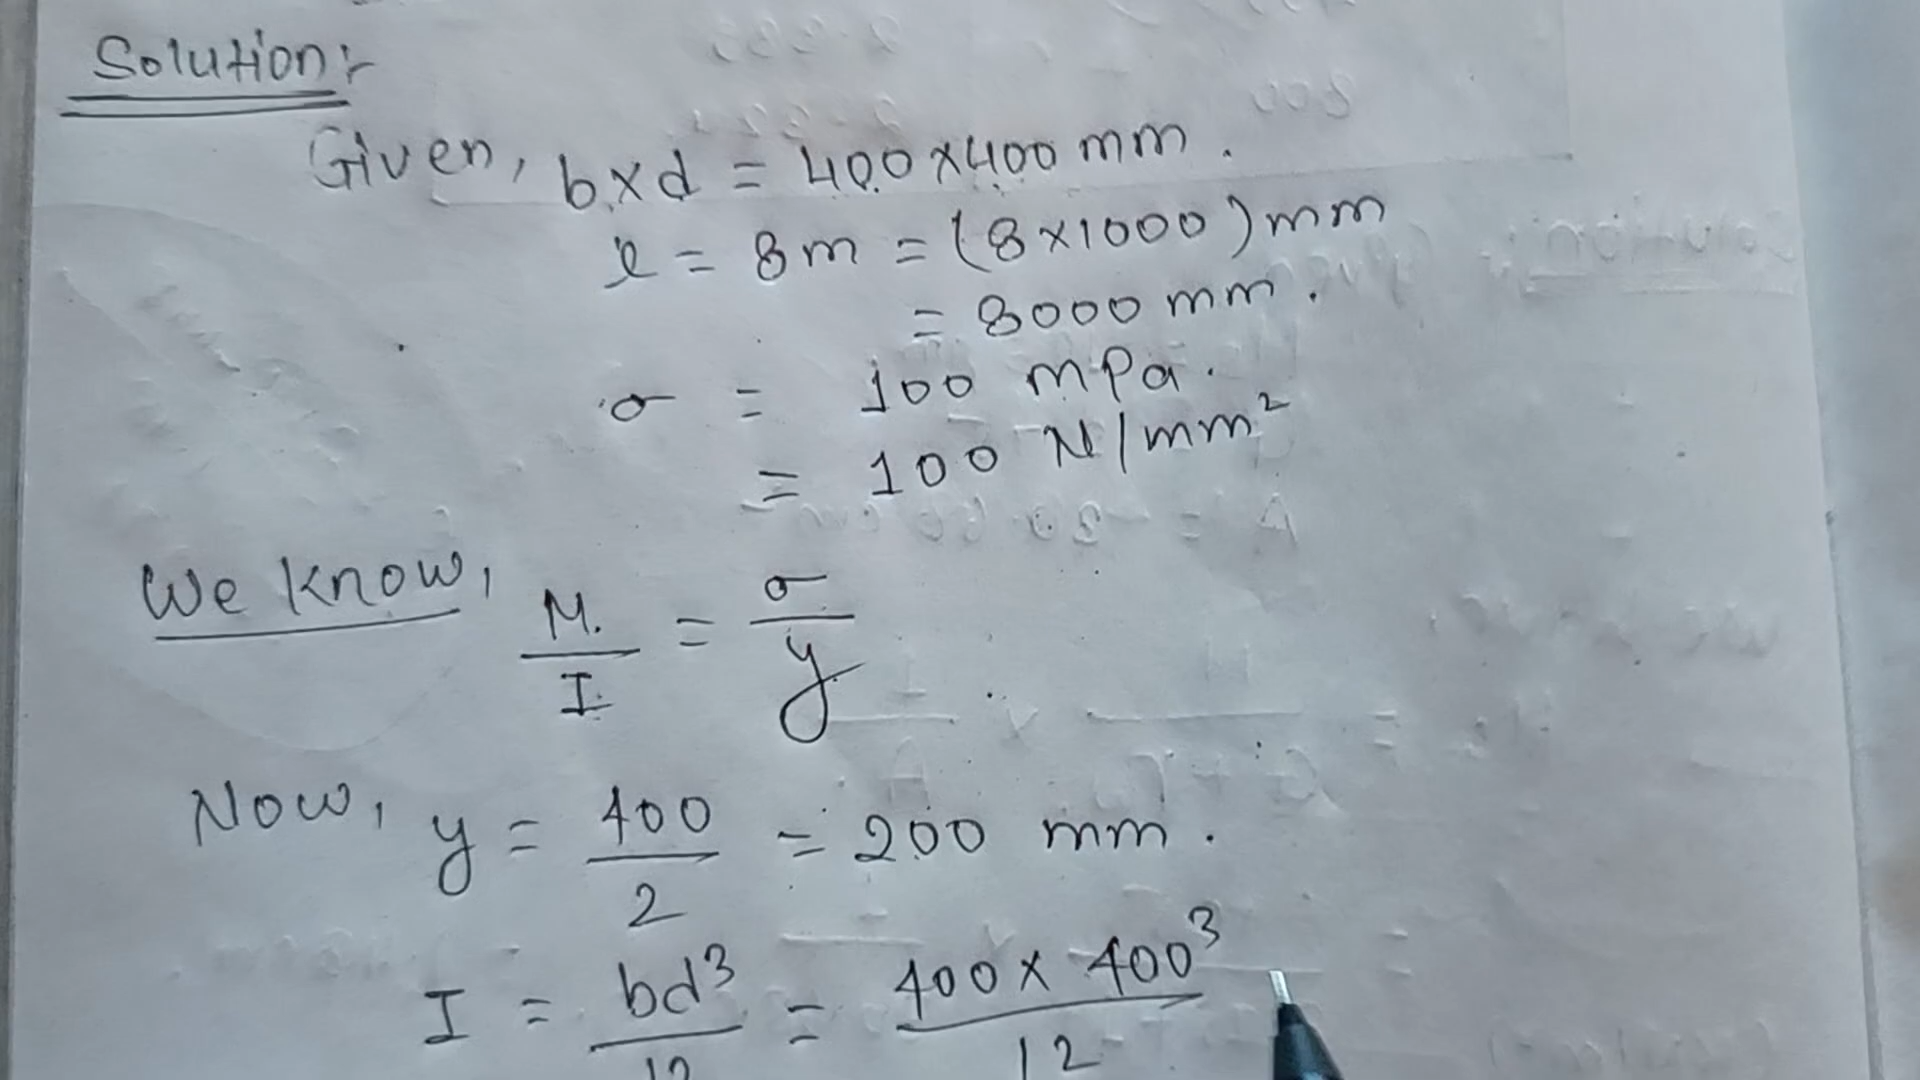 Solution:-
Given, b×d = 400×400 mm.
l = 8m = (8×1000) mm
= 8000 mm.
σ = 100 mPa.
= 100 N/mm²
We know, M/I = σ/y
Now, y = 400/2 = 200 mm.
I = bd³/12 = 400 × 400³/12